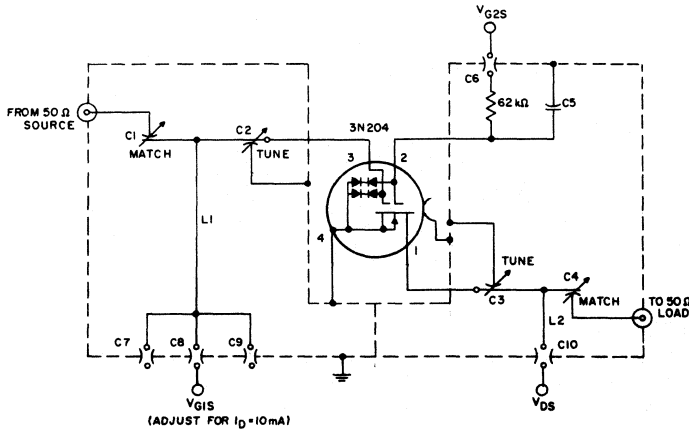 VG2S
C6
62 kΩ
C5
FROM 50 Ω
SOURCE
C1
MATCH
C2
TUNE
3N204
3
2
4
1
L1
TUNE
C3
C4
MATCH
TO 50 Ω
LOAD
L2
C7
C8
C9
C10
VG1S
(ADJUST FOR ID=10mA)
VDS